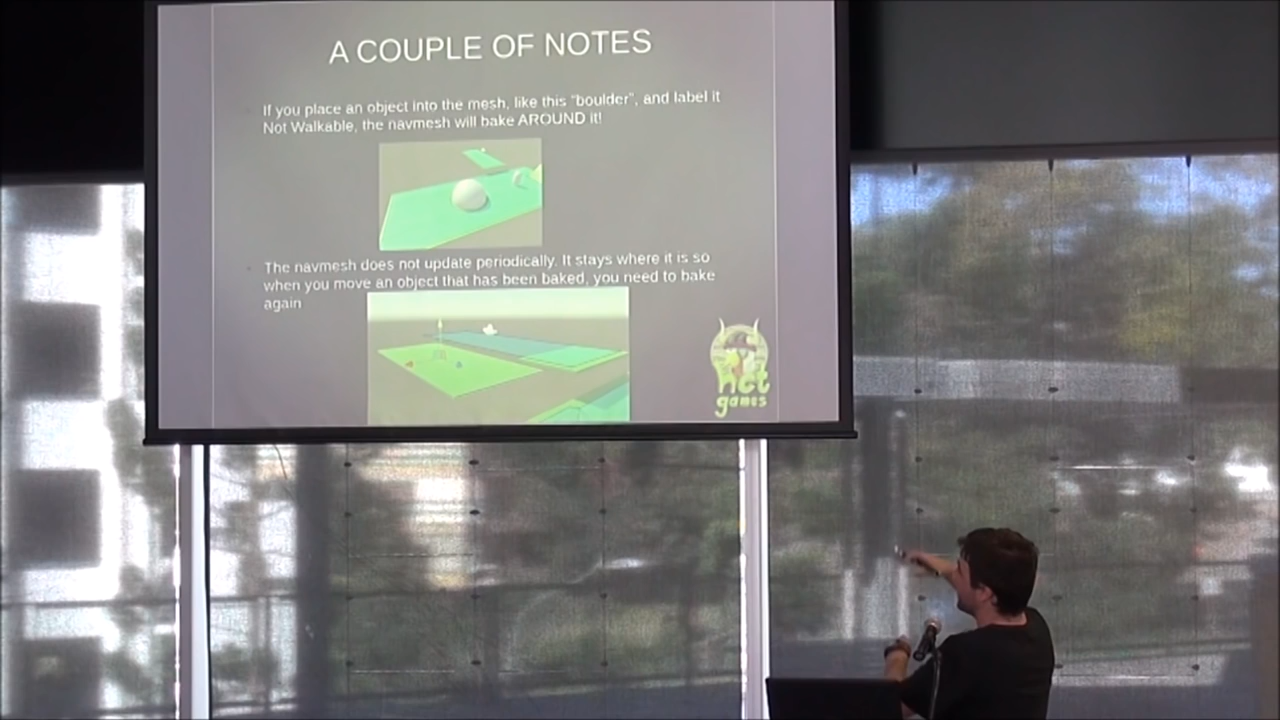 A COUPLE OF NOTES
If you place an object into the mesh, like this "boulder", and label it
Not Walkable, the navmesh will bake AROUND it!
The navmesh does not update periodically. It stays where it is so
when you move an object that has been baked, you need to bake
again
games